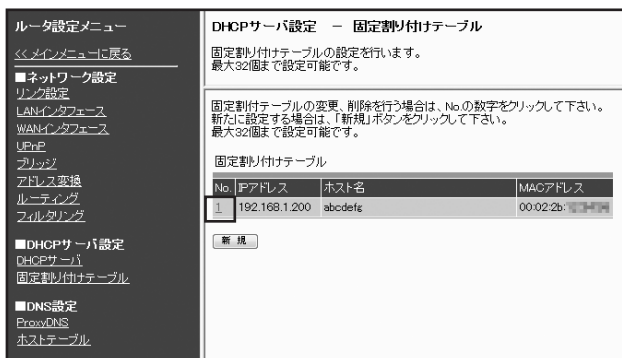 ルータ設定メニュー
<<メインメニューに戻る
■ネットワーク設定
リンク設定
LANインタフェース
WANインタフェース
UPnP
ブリッジ
アドレス変換
ルーティング
フィルタリング
■DHCPサーバ設定
DHCPサーバ
固定割り付けテーブル
■DNS設定
ProxyDNS
ホストテーブル
DHCPサーバ設定 － 固定割り付けテーブル
固定割り付けテーブルの設定を行います。
最大32個まで設定可能です。
固定割付テーブルの変更、削除を行う場合は、No.の数字をクリックして下さい。
新たに設定する場合は、「新規」ボタンをクリックして下さい。
最大32個まで設定可能です。
固定割り付けテーブル
No. IPアドレス ホスト名 MACアドレス
1 192.168.1.200 abcdefg 00:02:2b:
新 規